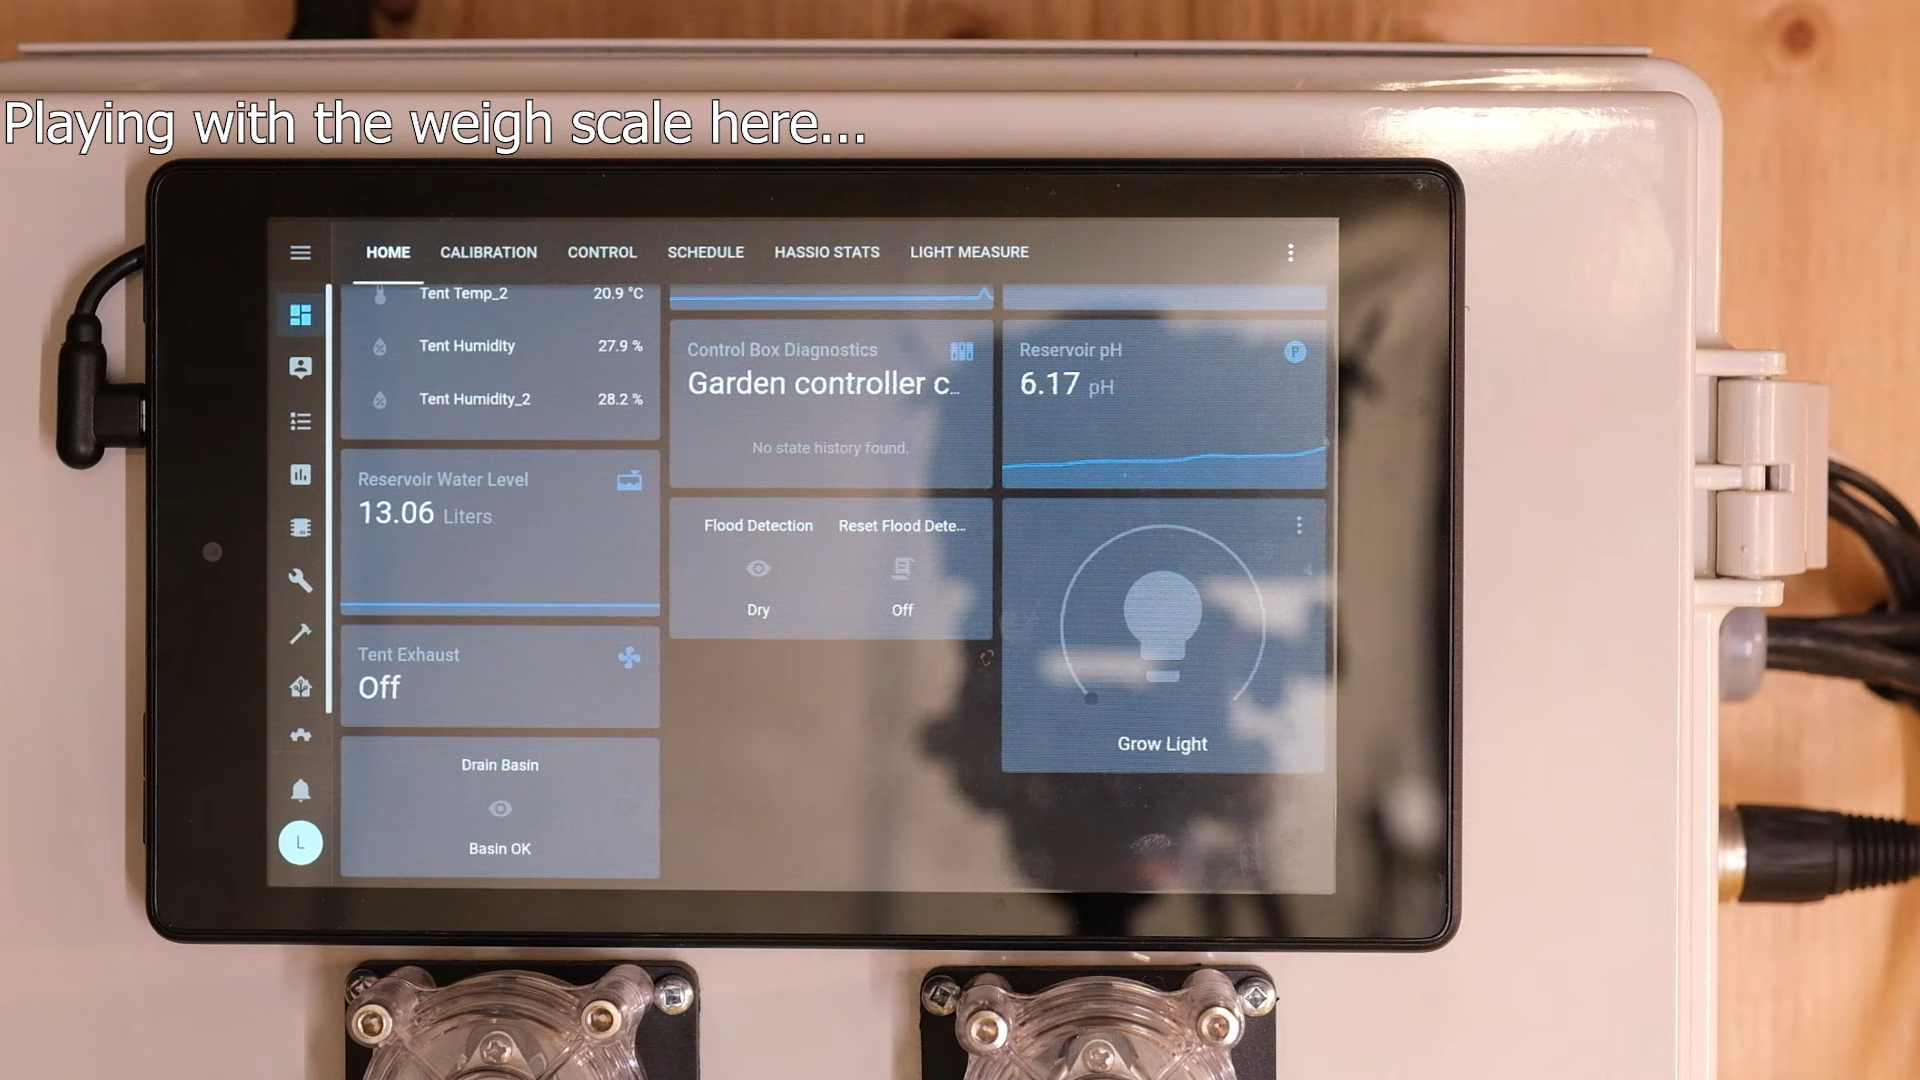 Playing with the weigh scale here...
HOME CALIBRATION CONTROL SCHEDULE HASSIO STATS LIGHT MEASURE
Tent Temp_2 20.9 °C
Tent Humidity 27.9 %
Tent Humidity_2 28.2 %
Reservoir Water Level
13.06 Liters
Tent Exhaust
Off
Drain Basin
Basin OK
Control Box Diagnostics
Garden controller c...
No state history found.
Flood Detection Reset Flood Dete...
Dry Off
Reservoir pH
P
6.17 pH
Grow Light
L